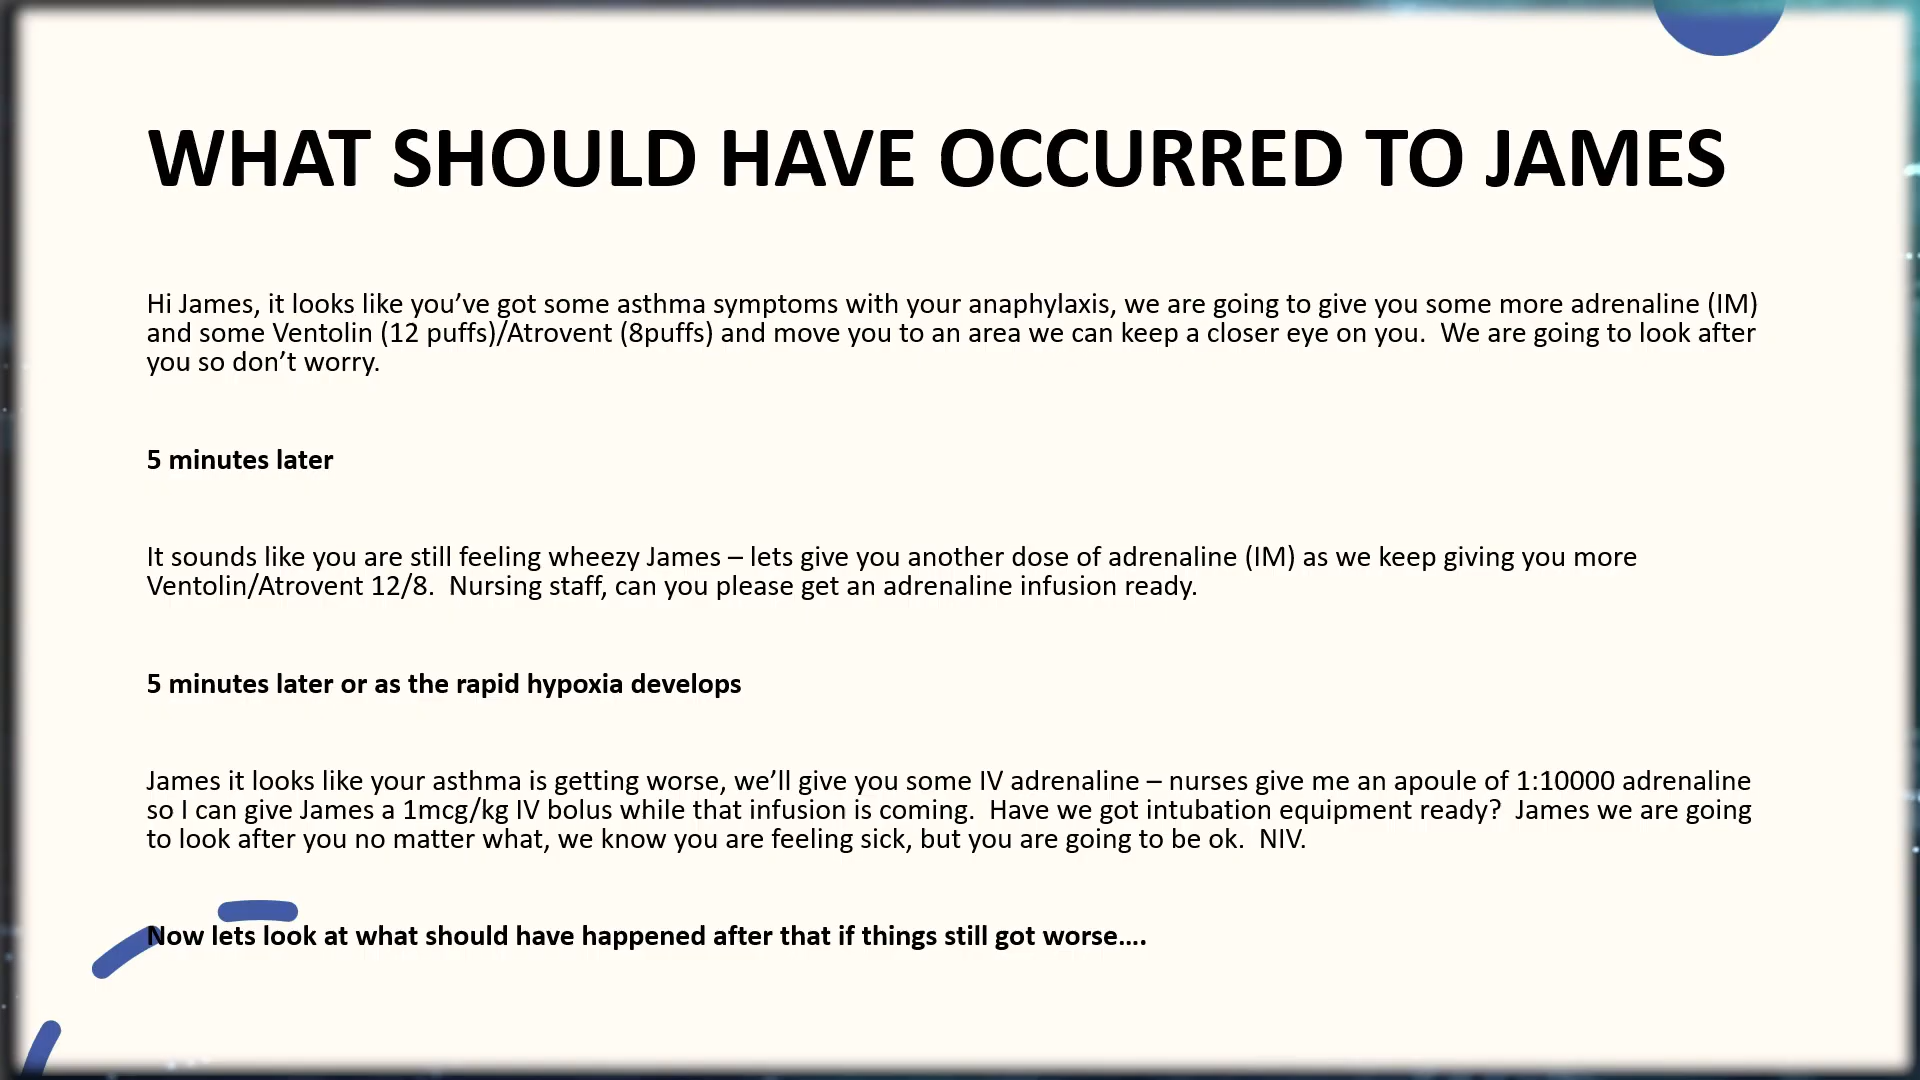 WHAT SHOULD HAVE OCCURRED TO JAMES
Hi James, it looks like you’ve got some asthma symptoms with your anaphylaxis, we are going to give you some more adrenaline (IM)
and some Ventolin (12 puffs)/Atrovent (8puffs) and move you to an area we can keep a closer eye on you.  We are going to look after
you so don’t worry.
5 minutes later
It sounds like you are still feeling wheezy James – lets give you another dose of adrenaline (IM) as we keep giving you more
Ventolin/Atrovent 12/8.  Nursing staff, can you please get an adrenaline infusion ready.
5 minutes later or as the rapid hypoxia develops
James it looks like your asthma is getting worse, we’ll give you some IV adrenaline – nurses give me an apoule of 1:10000 adrenaline
so I can give James a 1mcg/kg IV bolus while that infusion is coming.  Have we got intubation equipment ready?  James we are going
to look after you no matter what, we know you are feeling sick, but you are going to be ok.  NIV.
Now lets look at what should have happened after that if things still got worse….